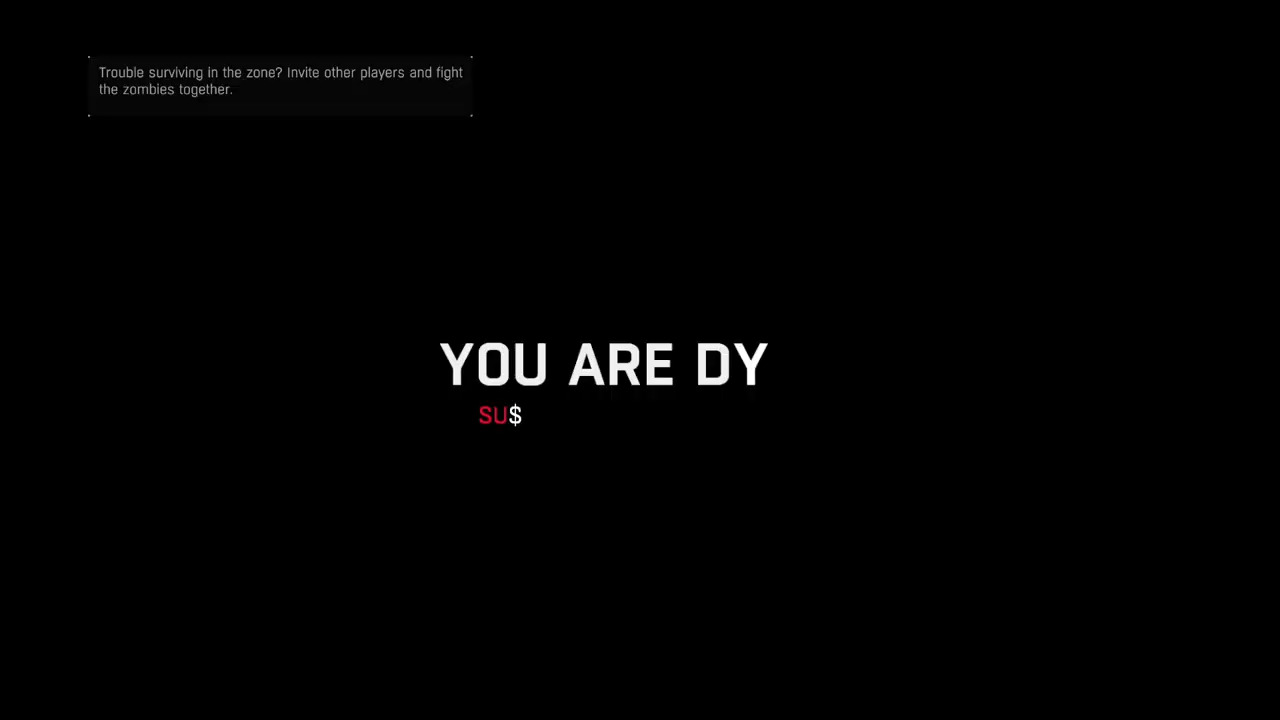 Trouble surviving in the zone? Invite other players and fight
the zombies together.
YOU ARE DY
SU$